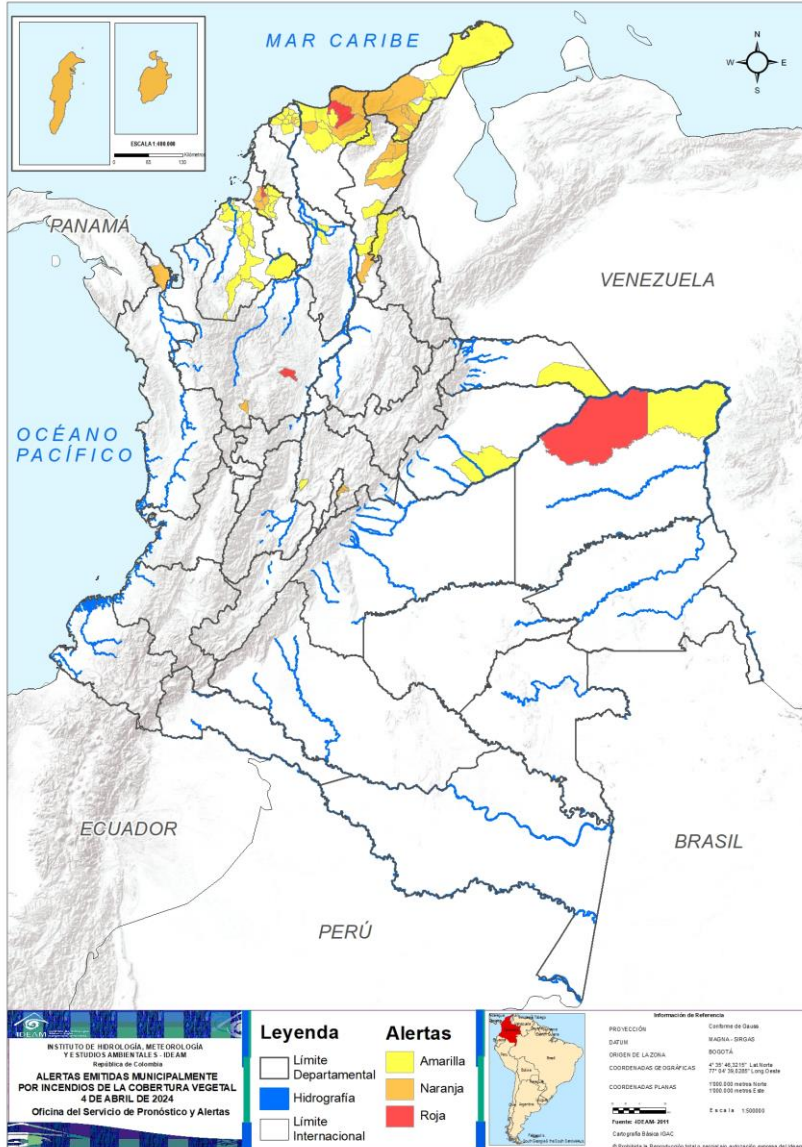 MAR CARIBE
N
W
E
S
ESCALA 1:400.000
PANAMÁ
VENEZUELA
OCÉANO
PACÍFICO
ECUADOR
BRASIL
PERÚ
IDEAM
INSTITUTO DE HIDROLOGÍA, METEOROLOGÍA
Y ESTUDIOS AMBIENTALES - IDEAM
República de Colombia
ALERTAS EMITIDAS MUNICIPALMENTE
POR INCENDIOS DE LA COBERTURA VEGETAL
4 DE ABRIL DE 2024
Oficina del Servicio de Pronóstico y Alertas
Leyenda
Límite
Departamental
Hidrografía
Límite
Internacional
Alertas
Amarilla
Naranja
Roja
Información de Referencia
PROYECCIÓN
Conforme de Gauss
DATUM
MAGNA - SIRGAS
ORIGEN DE LA ZONA
BOGOTÁ
COORDENADAS GEOGRÁFICAS
COORDENADAS PLANAS
1'000.000 metros Norte
1'000.000 metros Este
Escala 1:500000
Fuente: IDEAM-2011
Cartografía Básica IGAC